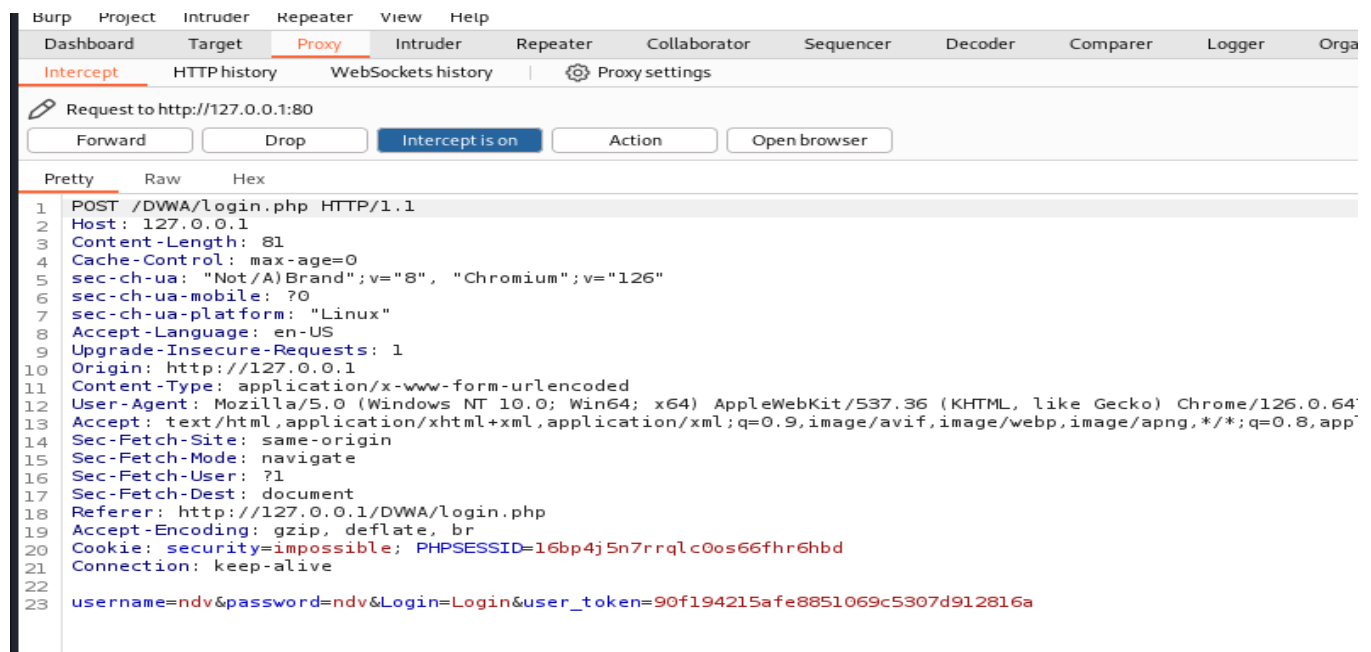 Burp Project Intruder Repeater View Help
Dashboard Target Proxy Intruder Repeater Collaborator Sequencer Decoder Comparer Logger Orga
Intercept HTTP history WebSockets history Proxy settings
Request to http://127.0.0.1:80
Forward Drop Intercept is on Action Open browser
Pretty Raw Hex
1 POST /DVWA/login.php HTTP/1.1
2 Host: 127.0.0.1
3 Content-Length: 81
4 Cache-Control: max-age=0
5 sec-ch-ua: "Not/A)Brand";v="8", "Chromium";v="126"
6 sec-ch-ua-mobile: ?0
7 sec-ch-ua-platform: "Linux"
8 Accept-Language: en-US
9 Upgrade-Insecure-Requests: 1
10 Origin: http://127.0.0.1
11 Content-Type: application/x-www-form-urlencoded
12 User-Agent: Mozilla/5.0 (Windows NT 10.0; Win64; x64) AppleWebKit/537.36 (KHTML, like Gecko) Chrome/126.0.647
13 Accept: text/html,application/xhtml+xml,application/xml;q=0.9,image/avif,image/webp,image/apng,*/*;q=0.8,appl
14 Sec-Fetch-Site: same-origin
15 Sec-Fetch-Mode: navigate
16 Sec-Fetch-User: ?1
17 Sec-Fetch-Dest: document
18 Referer: http://127.0.0.1/DVWA/login.php
19 Accept-Encoding: gzip, deflate, br
20 Cookie: security=impossible; PHPSESSID=16bp4j5n7rrqlc0os66fhr6hbd
21 Connection: keep-alive
22
23 username=ndv&password=ndv&Login=Login&user_token=90f194215afe8851069c5307d912816a